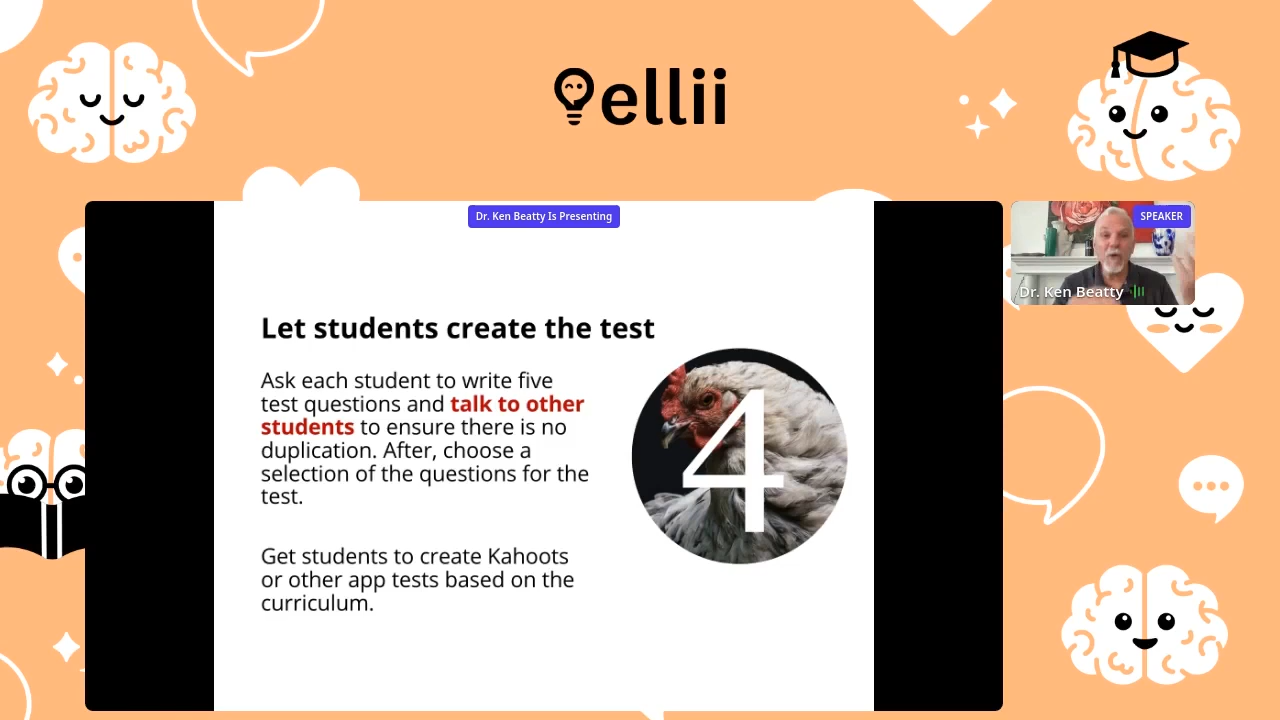 ellii
Dr. Ken Beatty Is Presenting
SPEAKER
Dr. Ken Beatty
Let students create the test
Ask each student to write five
test questions and talk to other
students to ensure there is no
duplication. After, choose a
selection of the questions for the
test.
4
Get students to create Kahoots
or other app tests based on the
curriculum.